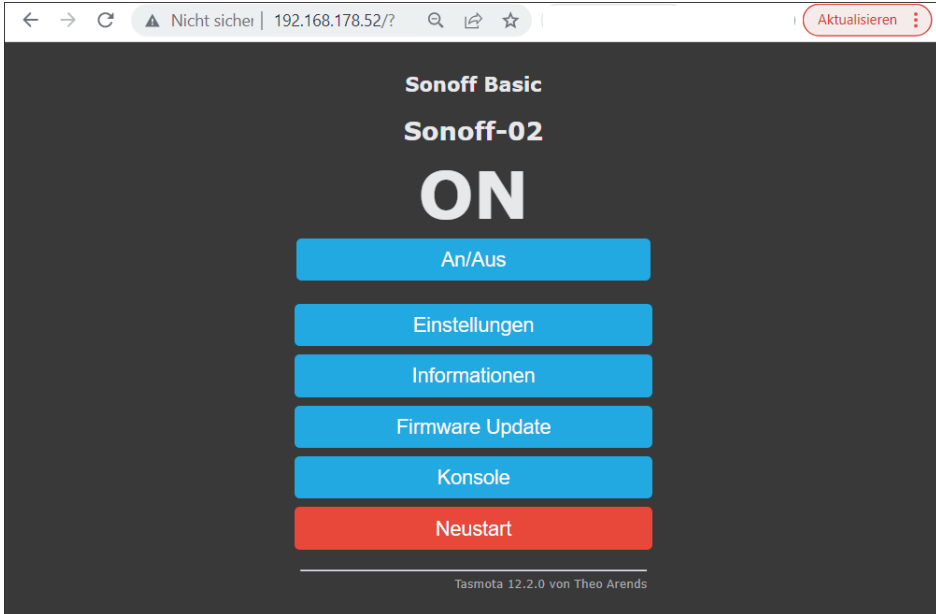 Nicht sicher 192.168.178.52/?
Aktualisieren
Sonoff Basic
Sonoff-02
ON
An/Aus
Einstellungen
Informationen
Firmware Update
Konsole
Neustart
Tasmota 12.2.0 von Theo Arends